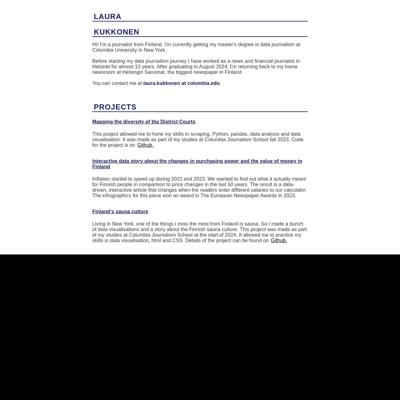 LAURA
KUKKONEN
Hi! I'm a journalist from Finland. I'm currently getting my master's degree in data journalism at
Columbia University in New York.
Before starting my data journalism journey I have worked as a news and financial journalist in
Helsinki for almost 10 years. After graduating in August 2024, I'm returning back to my home
newsroom at Helsingin Sanomat, the biggest newspaper in Finland.
You can contact me at laura.kukkonen at columbia.edu.
PROJECTS
Mapping the diversity of the District Courts
This project allowed me to hone my skills in scraping, Python, pandas, data analysis and data
visualisation. It was made as part of my studies at Columbia Journalism School fall 2023. Code
for the project is on Github.
Interactive data story about the changes in purchasing power and the value of money in
Finland
Inflation started to speed up during 2022 and 2023. We wanted to find out what it actually meant
for Finnish people in comparison to price changes in the last 50 years. The result is a data-
driven, interactive article that changes when the readers enter different salaries to our calculator.
The infographics for this piece won an award in The European Newspaper Awards in 2023.
Finland's sauna culture
Living in New York, one of the things I miss the most from Finland is sauna. So I made a bunch
of data visualisations and a story about the Finnish sauna culture. This project was made as part
of my studies at Columbia Journalism School at the start of 2024. It allowed me to practice my
skills in data visualisation, html and CSS. Details of the project can be found on Github.